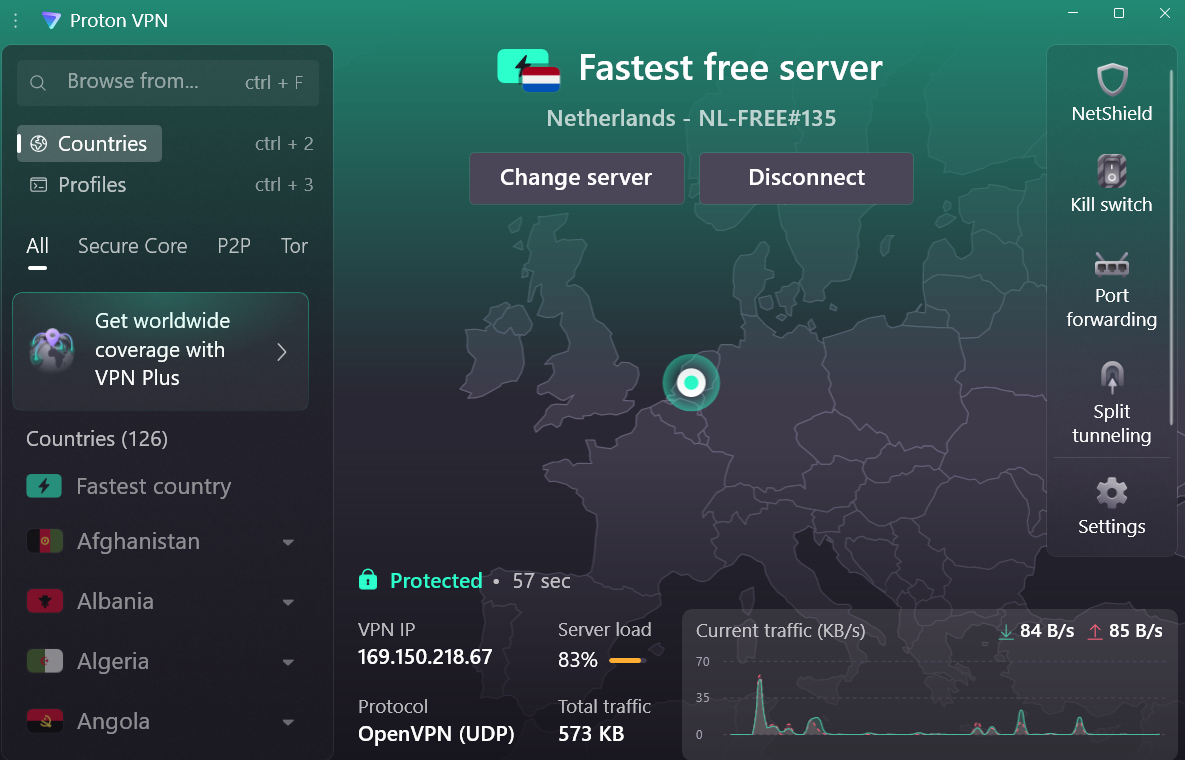 Proton VPN
Browse from... ctrl + F
Countries ctrl + 2
Profiles ctrl + 3
All Secure Core P2P Tor
Get worldwide
coverage with
VPN Plus
Countries (126)
Fastest country
Afghanistan
Albania
Algeria
Angola
Fastest free server
Netherlands - NL-FREE#135
Change server Disconnect
Protected • 57 sec
VPN IP
169.150.218.67
Server load
83%
Protocol
OpenVPN (UDP)
Total traffic
573 KB
Current traffic (KB/s) 84 B/s 85 B/s
70
35
0
NetShield
Kill switch
Port
forwarding
Split
tunneling
Settings